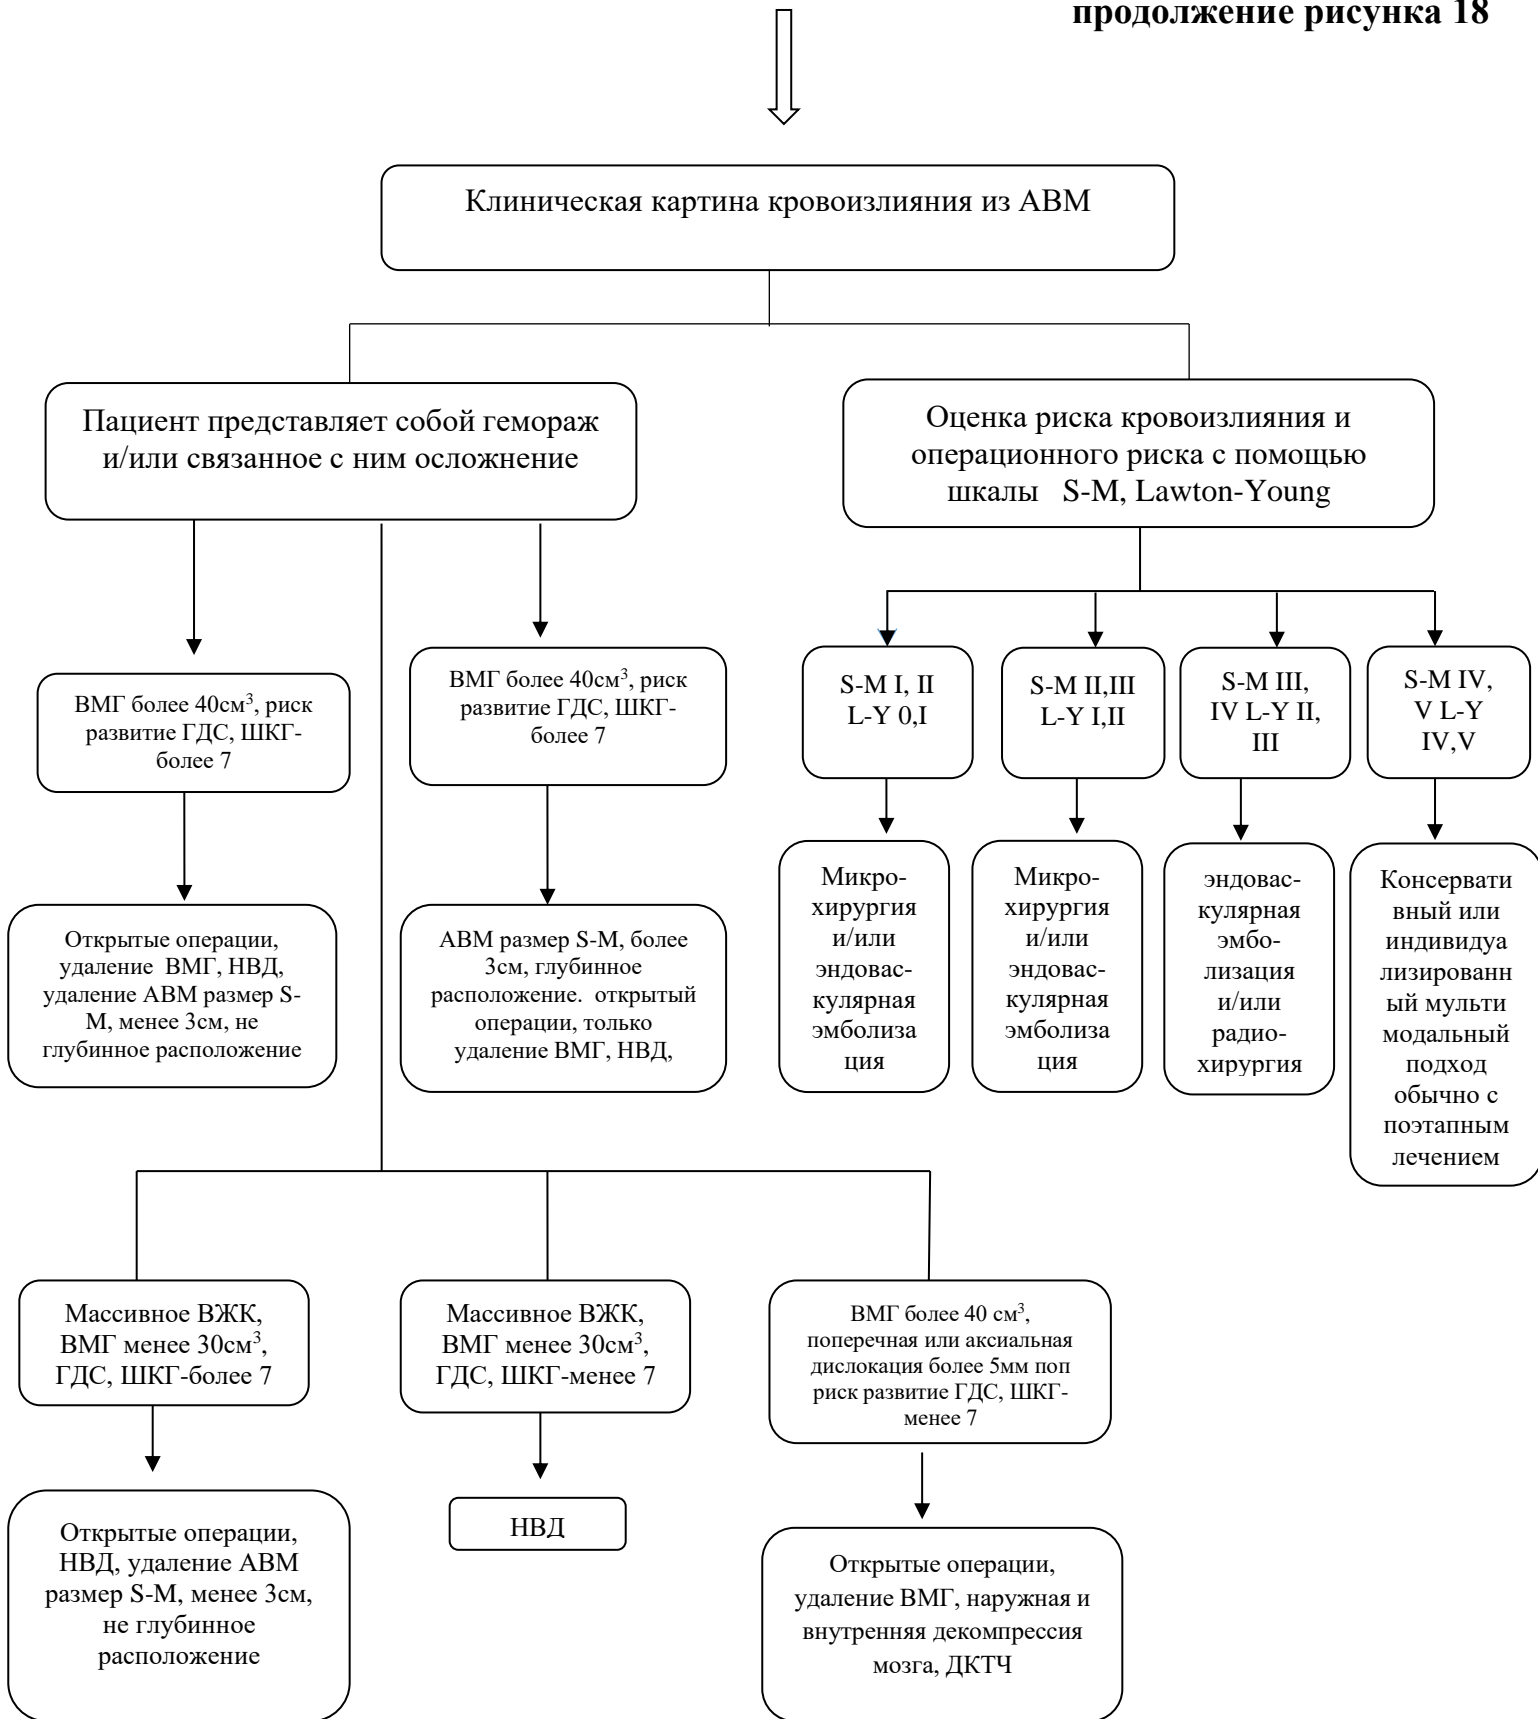 продолжение рисунка 18
Клиническая картина кровоизлияния из АВМ
Пациент представляет собой гемораж
и/или связанное с ним осложнение
Оценка риска кровоизлияния и
операционного риска с помощью
шкалы S-M, Lawton-Young
ВМГ более 40см³, риск
развитие ГДС, ШКГ-
более 7
ВМГ более 40см³, риск
развитие ГДС, ШКГ-
более 7
S-M I, II
L-Y 0,I
S-M II,III
L-Y I,II
S-M III,
IV L-Y II,
III
S-M IV,
V L-Y
IV,V
Открытые операции,
удаление ВМГ, НВД,
удаление АВМ размер S-
M, менее 3см, не
глубинное расположение
АВМ размер S-M, более
3см, глубинное
расположение. открытый
операции, только
удаление ВМГ, НВД,
Микро-
хирургия
и/или
эндовас-
кулярная
эмболиза
ция
Микро-
хирургия
и/или
эндовас-
кулярная
эмболиза
ция
эндовас-
кулярная
эмбо-
лизация
и/или
радио-
хирургия
Консервати
вный или
индивидуа
лизированн
ый мульти
модальный
подход
обычно с
поэтапным
лечением
Массивное ВЖК,
ВМГ менее 30см³,
ГДС, ШКГ-более 7
Массивное ВЖК,
ВМГ менее 30см³,
ГДС, ШКГ-менее 7
ВМГ более 40 см³,
поперечная или аксиальная
дислокация более 5мм поп
риск развитие ГДС, ШКГ-
менее 7
Открытые операции,
НВД, удаление АВМ
размер S-M, менее 3см,
не глубинное
расположение
НВД
Открытые операции,
удаление ВМГ, наружная и
внутренняя декомпрессия
мозга, ДКТЧ